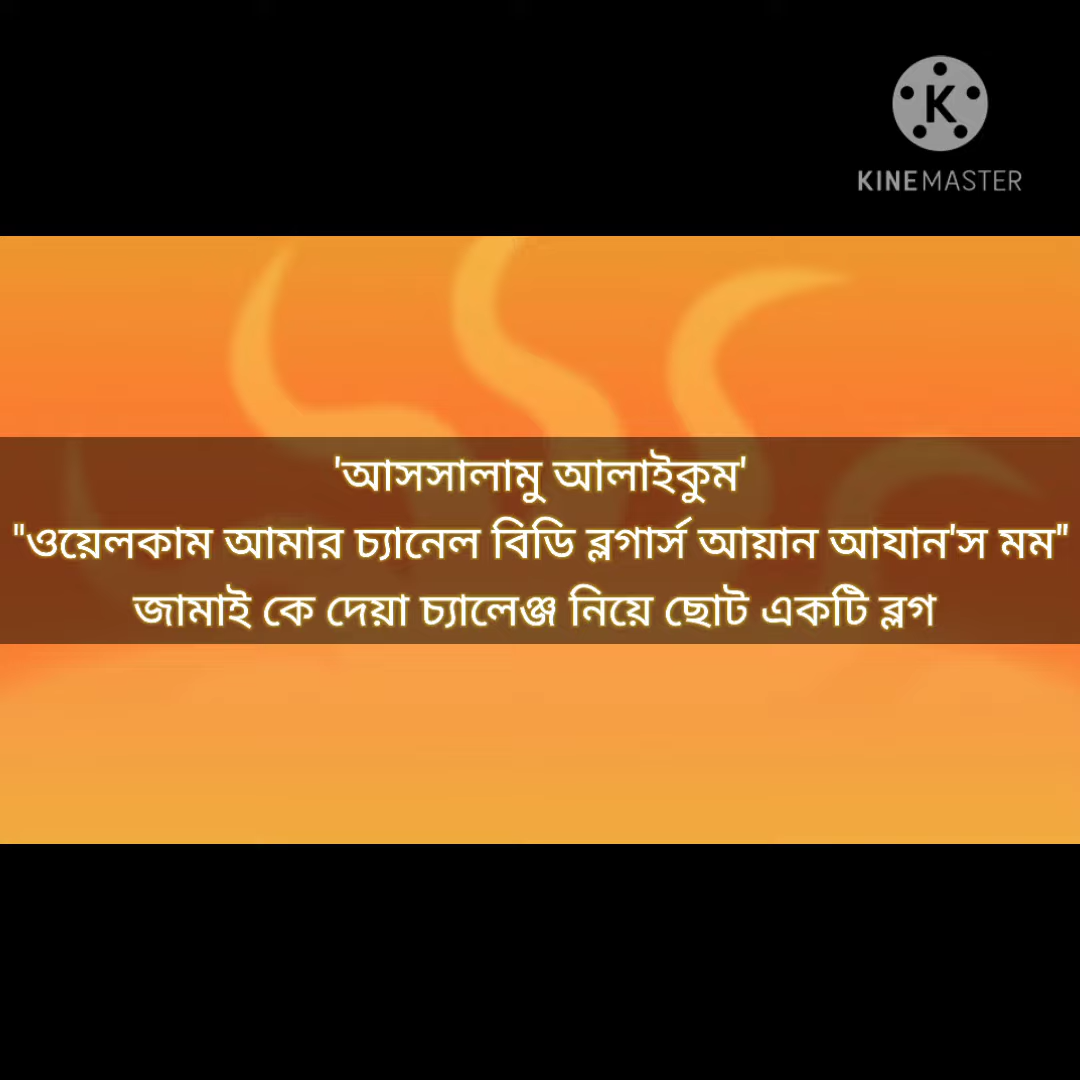 KINEMASTER
'আসসালামু আলাইকুম'
"ওয়েলকাম আমার চ্যানেল বিডি ব্লগার্স আয়ান আযান'স মম"
জামাই কে দেয়া চ্যালেঞ্জ নিয়ে ছোট একটি ব্লগ